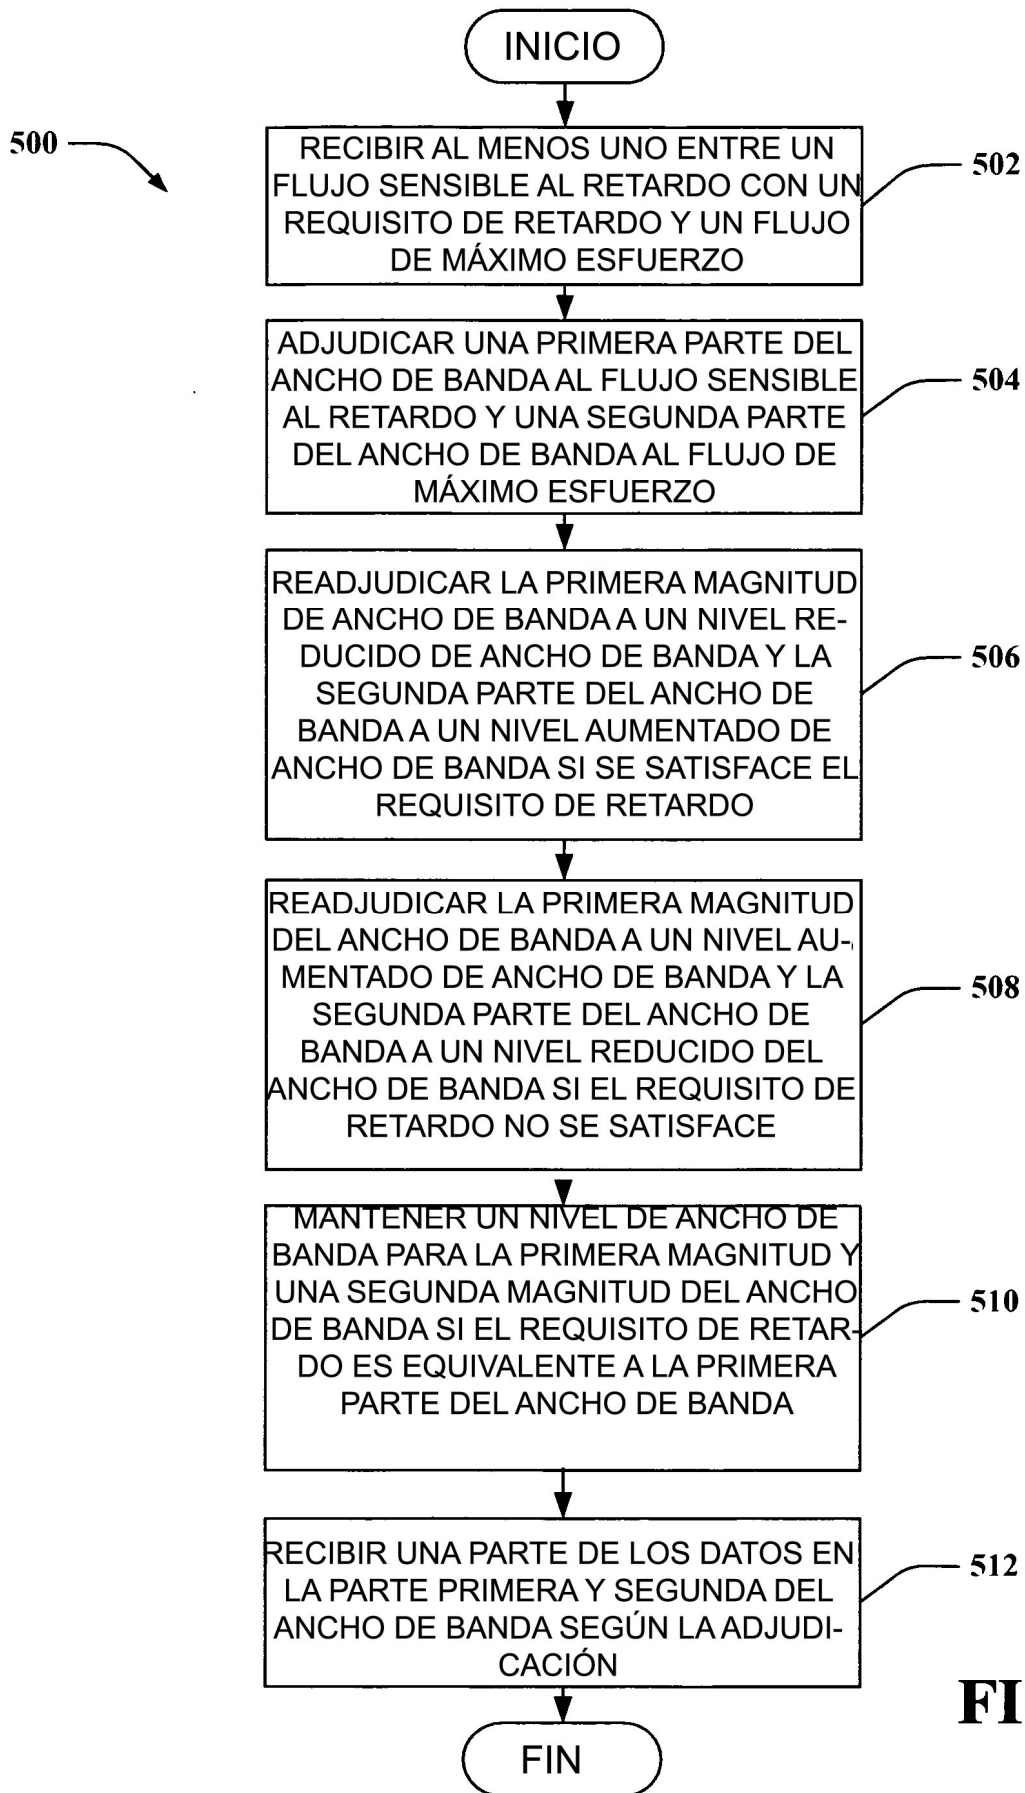 INICIO
500
RECIBIR AL MENOS UNO ENTRE UN
FLUJO SENSIBLE AL RETARDO CON UN
REQUISITO DE RETARDO Y UN FLUJO
DE MÁXIMO ESFUERZO
502
ADJUDICAR UNA PRIMERA PARTE DEL
ANCHO DE BANDA AL FLUJO SENSIBLE
AL RETARDO Y UNA SEGUNDA PARTE
DEL ANCHO DE BANDA AL FLUJO DE
MÁXIMO ESFUERZO
504
READJUDICAR LA PRIMERA MAGNITUD
DE ANCHO DE BANDA A UN NIVEL RE-
DUCIDO DE ANCHO DE BANDA Y LA
SEGUNDA PARTE DEL ANCHO DE
BANDA A UN NIVEL AUMENTADO DE
ANCHO DE BANDA SI SE SATISFACE EL
REQUISITO DE RETARDO
506
READJUDICAR LA PRIMERA MAGNITUD
DEL ANCHO DE BANDA A UN NIVEL AU-
MENTADO DE ANCHO DE BANDA Y LA
SEGUNDA PARTE DEL ANCHO DE
BANDA A UN NIVEL REDUCIDO DEL
ANCHO DE BANDA SI EL REQUISITO DE
RETARDO NO SE SATISFACE
508
MANTENER UN NIVEL DE ANCHO DE
BANDA PARA LA PRIMERA MAGNITUD Y
UNA SEGUNDA MAGNITUD DEL ANCHO
DE BANDA SI EL REQUISITO DE RETAR-
DO ES EQUIVALENTE A LA PRIMERA
PARTE DEL ANCHO DE BANDA
510
RECIBIR UNA PARTE DE LOS DATOS EN
LA PARTE PRIMERA Y SEGUNDA DEL
ANCHO DE BANDA SEGÚN LA ADJUDI-
CACIÓN
512
FI
FIN